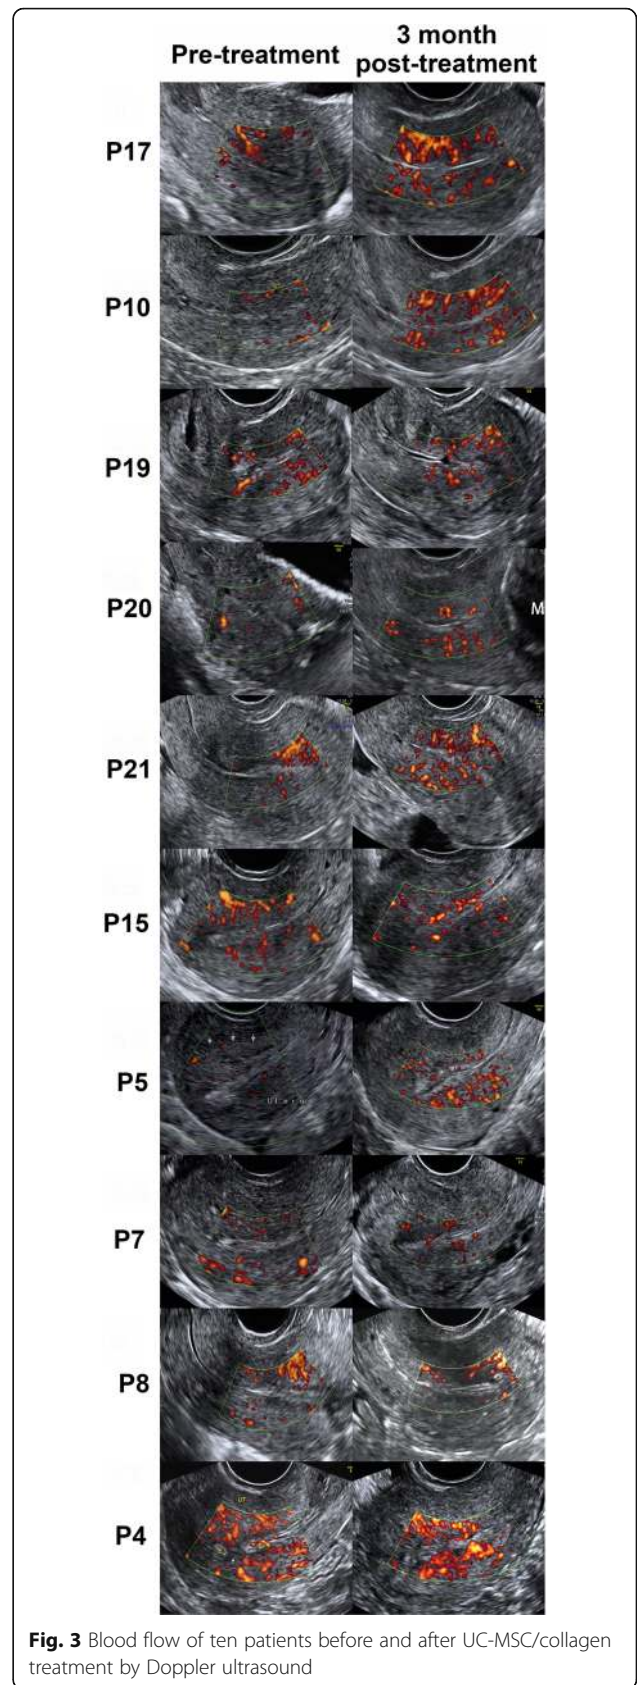 Pre-treatment
3 month
post-treatment
P17
P10
P19
P20
M
P21
P15
P5
P7
P8
P4
UT
Fig. 3 Blood flow of ten patients before and after UC-MSC/collagen
treatment by Doppler ultrasound